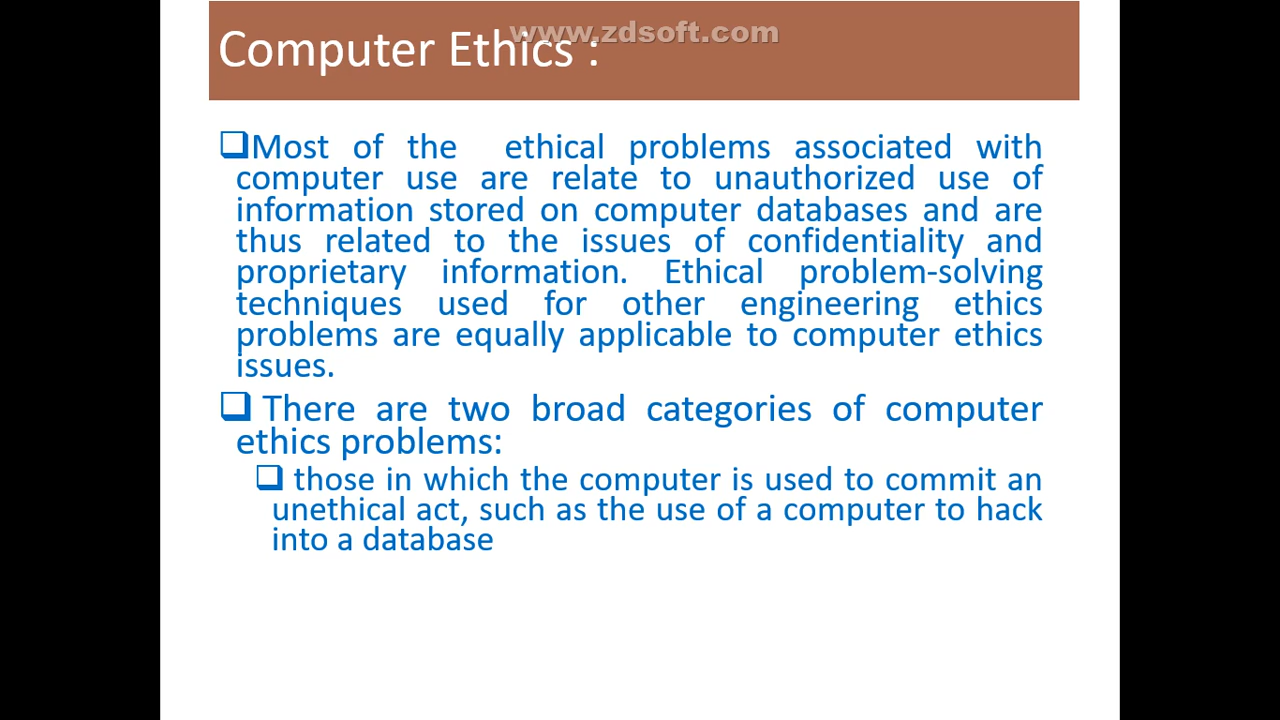 www.zdsoft.com
Computer Ethics :
❑Most of the ethical problems associated with
computer use are relate to unauthorized use of
information stored on computer databases and are
thus related to the issues of confidentiality and
proprietary information. Ethical problem-solving
techniques used for other engineering ethics
problems are equally applicable to computer ethics
issues.
❑ There are two broad categories of computer
ethics problems:
❑ those in which the computer is used to commit an
unethical act, such as the use of a computer to hack
into a database